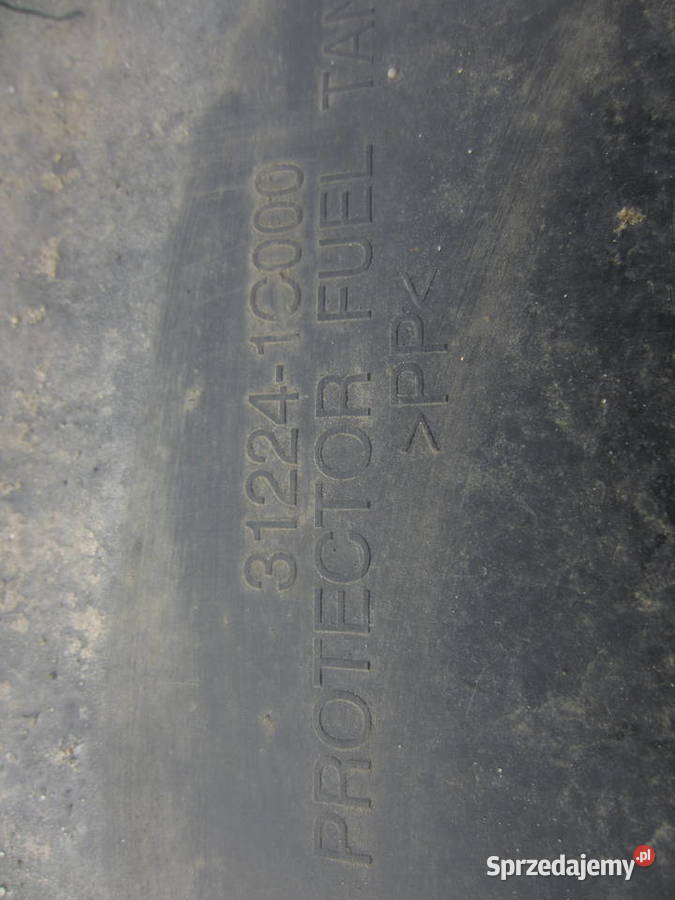 31224-1C000
PROTECTOR FUEL TAN
>PP<
Sprzedajemy.pl